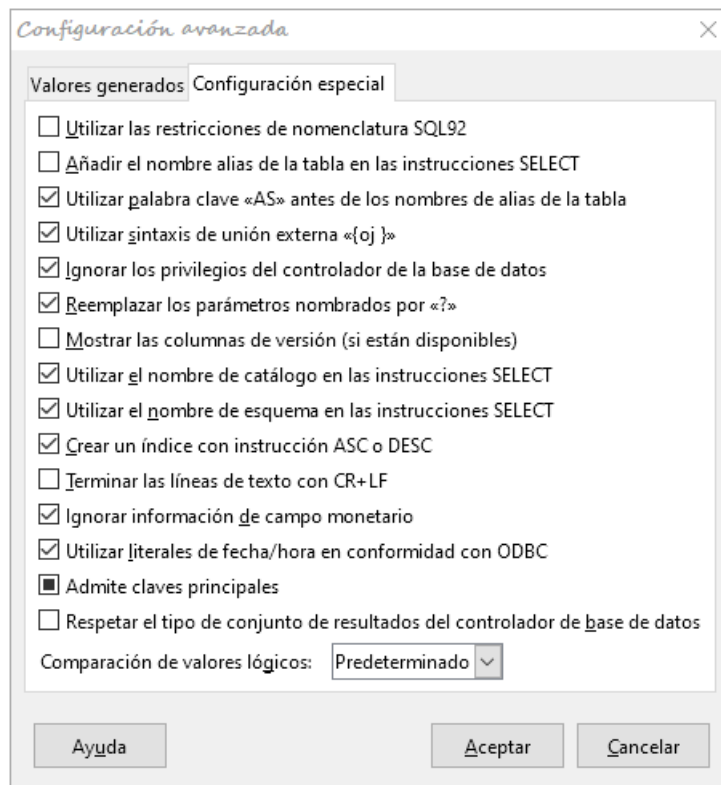 Configuración avanzada
Valores generados
Configuración especial
Utilizar las restricciones de nomenclatura SQL92
Añadir el nombre alias de la tabla en las instrucciones SELECT
Utilizar palabra clave «AS» antes de los nombres de alias de la tabla
Utilizar sintaxis de unión externa «{oj }»
Ignorar los privilegios del controlador de la base de datos
Reemplazar los parámetros nombrados por «?»
Mostrar las columnas de versión (si están disponibles)
Utilizar el nombre de catálogo en las instrucciones SELECT
Utilizar el nombre de esquema en las instrucciones SELECT
Crear un índice con instrucción ASC o DESC
Terminar las líneas de texto con CR+LF
Ignorar información de campo monetario
Utilizar literales de fecha/hora en conformidad con ODBC
Admite claves principales
Respetar el tipo de conjunto de resultados del controlador de base de datos
Comparación de valores lógicos: Predeterminado
Ayuda Aceptar Cancelar